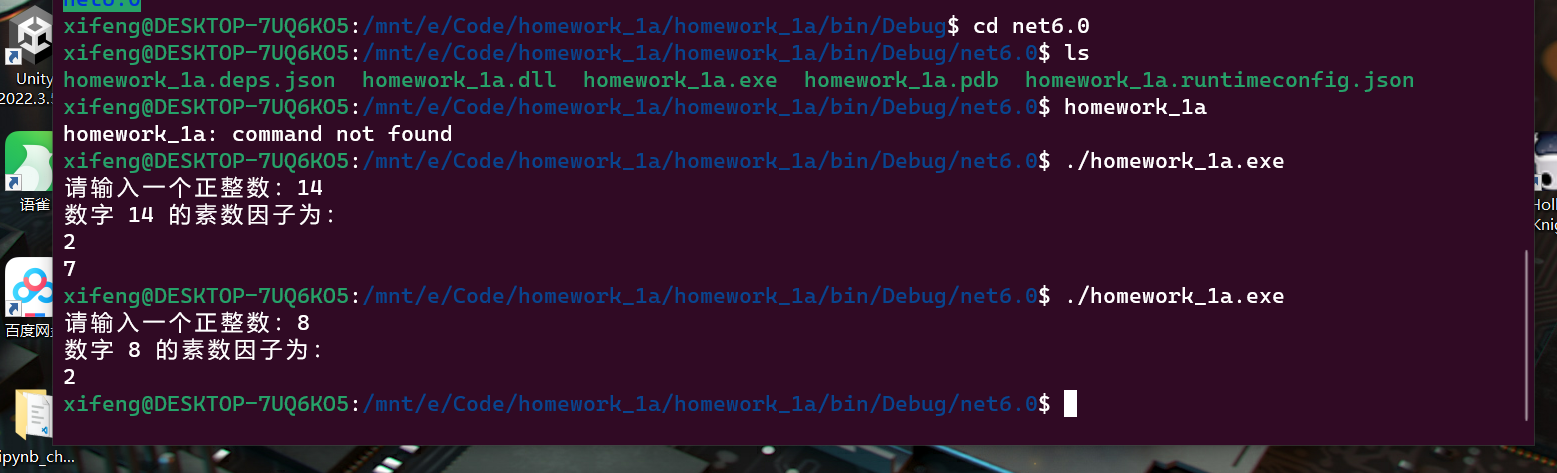 net6.0
xifeng@DESKTOP-7UQ6KO5:/mnt/e/Code/homework_1a/homework_1a/bin/Debug$ cd net6.0
xifeng@DESKTOP-7UQ6KO5:/mnt/e/Code/homework_1a/homework_1a/bin/Debug/net6.0$ ls
homework_1a.deps.json homework_1a.dll homework_1a.exe homework_1a.pdb homework_1a.runtimeconfig.json
xifeng@DESKTOP-7UQ6KO5:/mnt/e/Code/homework_1a/homework_1a/bin/Debug/net6.0$ homework_1a
homework_1a: command not found
xifeng@DESKTOP-7UQ6KO5:/mnt/e/Code/homework_1a/homework_1a/bin/Debug/net6.0$ ./homework_1a.exe
请输入一个正整数: 14
数字 14 的素数因子为:
2
7
xifeng@DESKTOP-7UQ6KO5:/mnt/e/Code/homework_1a/homework_1a/bin/Debug/net6.0$ ./homework_1a.exe
请输入一个正整数: 8
数字 8 的素数因子为:
2
xifeng@DESKTOP-7UQ6KO5:/mnt/e/Code/homework_1a/homework_1a/bin/Debug/net6.0$
Unity
2022.3.
语雀
百度网
ipynb_ch...
Holl
Knig